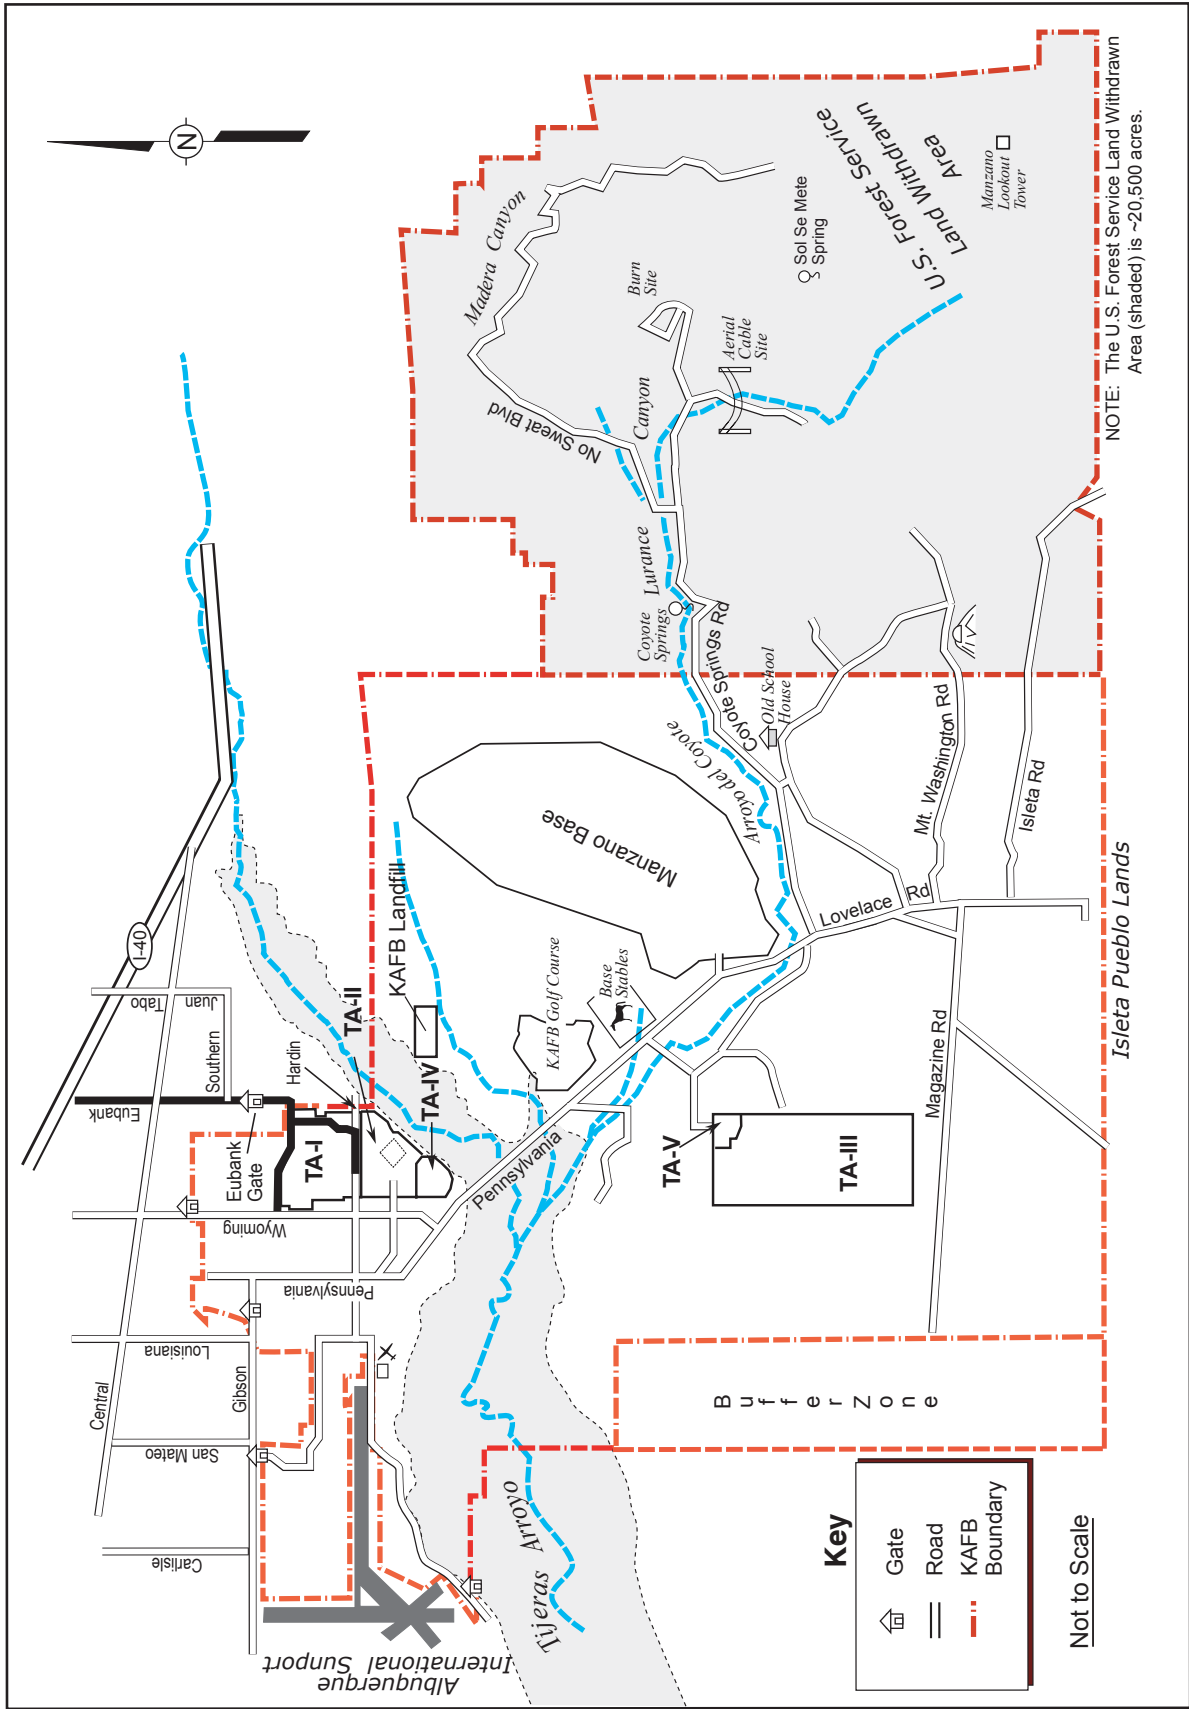 N
I-40
Central
Eubank
Southern
Juan
Tabo
Hardin
Eubank
Gate
TA-I
TA-II
TA-IV
KAFB Landfill
Wyoming
Pennsylvania
Louisiana
Gibson
San Mateo
Carlisle
Albuquerque
International Sunport
Tijeras Arroyo
Pennsylvania
KAFB Golf Course
Base
Stables
Manzano Base
Arroyo del Coyote
Coyote Springs Rd
Coyote
Springs
Lurance
Canyon
No Sweat Blvd
Madera Canyon
Burn
Site
Aerial
Cable
Site
Sol Se Mete
Spring
U.S. Forest Service
Land Withdrawn
Area
Manzano
Lookout
Tower
Old School
House
Lovelace
Rd
Mt. Washington Rd
Isleta Rd
Magazine Rd
TA-V
TA-III
Buffer Zone
Isleta Pueblo Lands
NOTE: The U.S. Forest Service Land Withdrawn
Area (shaded) is ~20,500 acres.
Key
Gate
Road
KAFB
Boundary
Not to Scale